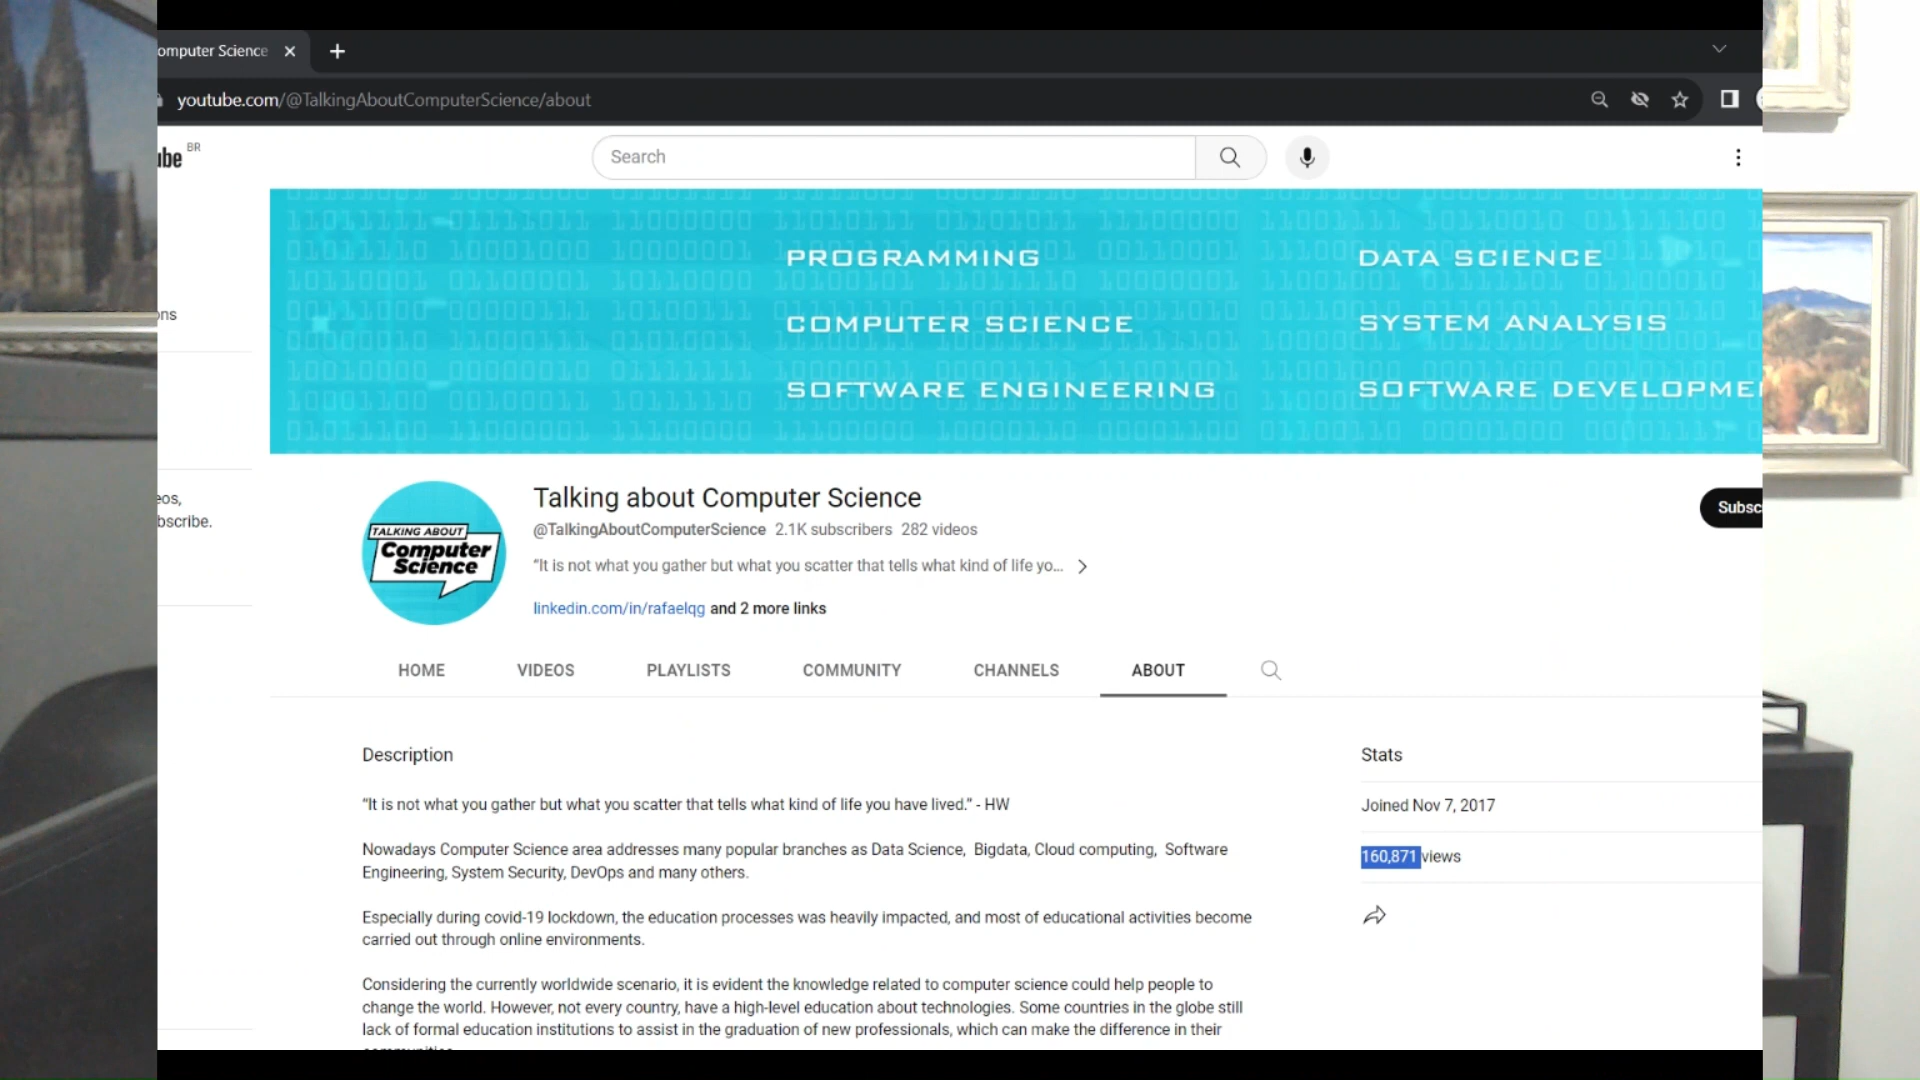 omputer Science
youtube.com/@TalkingAboutComputerScience/about
ube BR
Search
PROGRAMMING
DATA SCIENCE
COMPUTER SCIENCE
SYSTEM ANALYSIS
SOFTWARE ENGINEERING
SOFTWARE DEVELOPME
ons
eos,
bscribe.
TALKING ABOUT
Computer
Science
Talking about Computer Science
@TalkingAboutComputerScience 2.1K subscribers 282 videos
“It is not what you gather but what you scatter that tells what kind of life yo...
linkedin.com/in/rafaelqg and 2 more links
Subsc
HOME VIDEOS PLAYLISTS COMMUNITY CHANNELS ABOUT
Description
“It is not what you gather but what you scatter that tells what kind of life you have lived.” - HW
Nowadays Computer Science area addresses many popular branches as Data Science, Bigdata, Cloud computing, Software
Engineering, System Security, DevOps and many others.
Especially during covid-19 lockdown, the education processes was heavily impacted, and most of educational activities become
carried out through online environments.
Considering the currently worldwide scenario, it is evident the knowledge related to computer science could help people to
change the world. However, not every country, have a high-level education about technologies. Some countries in the globe still
lack of formal education institutions to assist in the graduation of new professionals, which can make the difference in their
Stats
Joined Nov 7, 2017
160,871 views